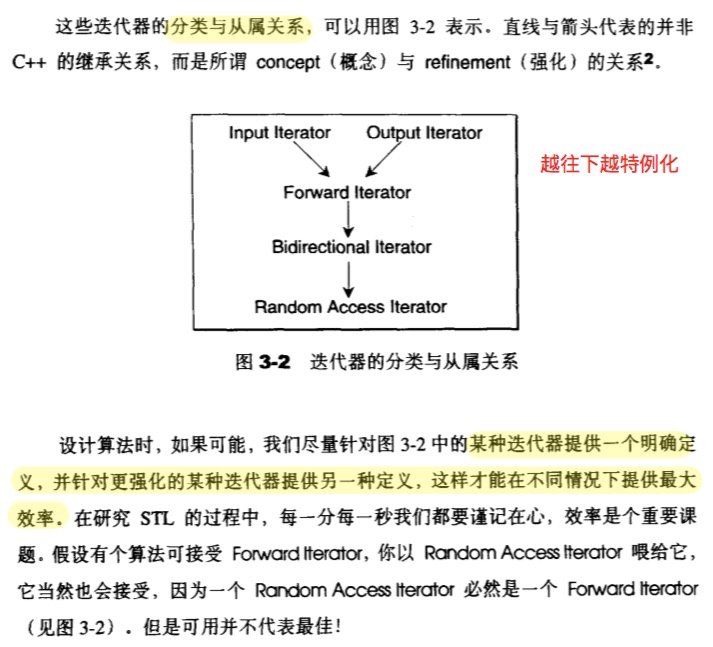 这些迭代器的分类与从属关系，可以用图 3-2 表示。直线与箭头代表的并非
C++ 的继承关系，而是所谓 concept（概念）与 refinement（强化）的关系2。
Input Iterator Output Iterator
越往下越特例化
Forward Iterator
Bidirectional Iterator
Random Access Iterator
图 3-2 迭代器的分类与从属关系
设计算法时，如果可能，我们尽量针对图 3-2 中的某种迭代器提供一个明确定
义，并针对更强化的某种迭代器提供另一种定义，这样才能在不同情况下提供最大
效率。在研究 STL 的过程中，每一分每一秒我们都要谨记在心，效率是个重要课
题。假设有个算法可接受 Forward Iterator，你以 Random Access Iterator 喂给它，
它当然也会接受，因为一个 Random Access Iterator 必然是一个 Forward Iterator
（见图 3-2）. 但是可用并不代表最佳！